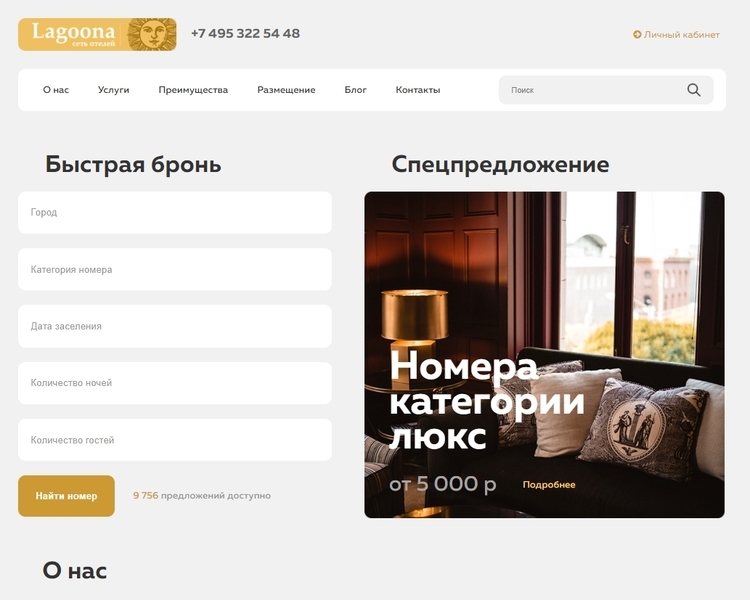 Lagoona
сеть отелей
+7 495 322 54 48
Личный кабинет
О нас
Услуги
Преимущества
Размещение
Блог
Контакты
Поиск
Быстрая бронь
Город
Категория номера
Дата заселения
Количество ночей
Количество гостей
Найти номер
9 756 предложений доступно
Спецпредложение
Номера
категории
люкс
от 5 000 р
Подробнее
О нас